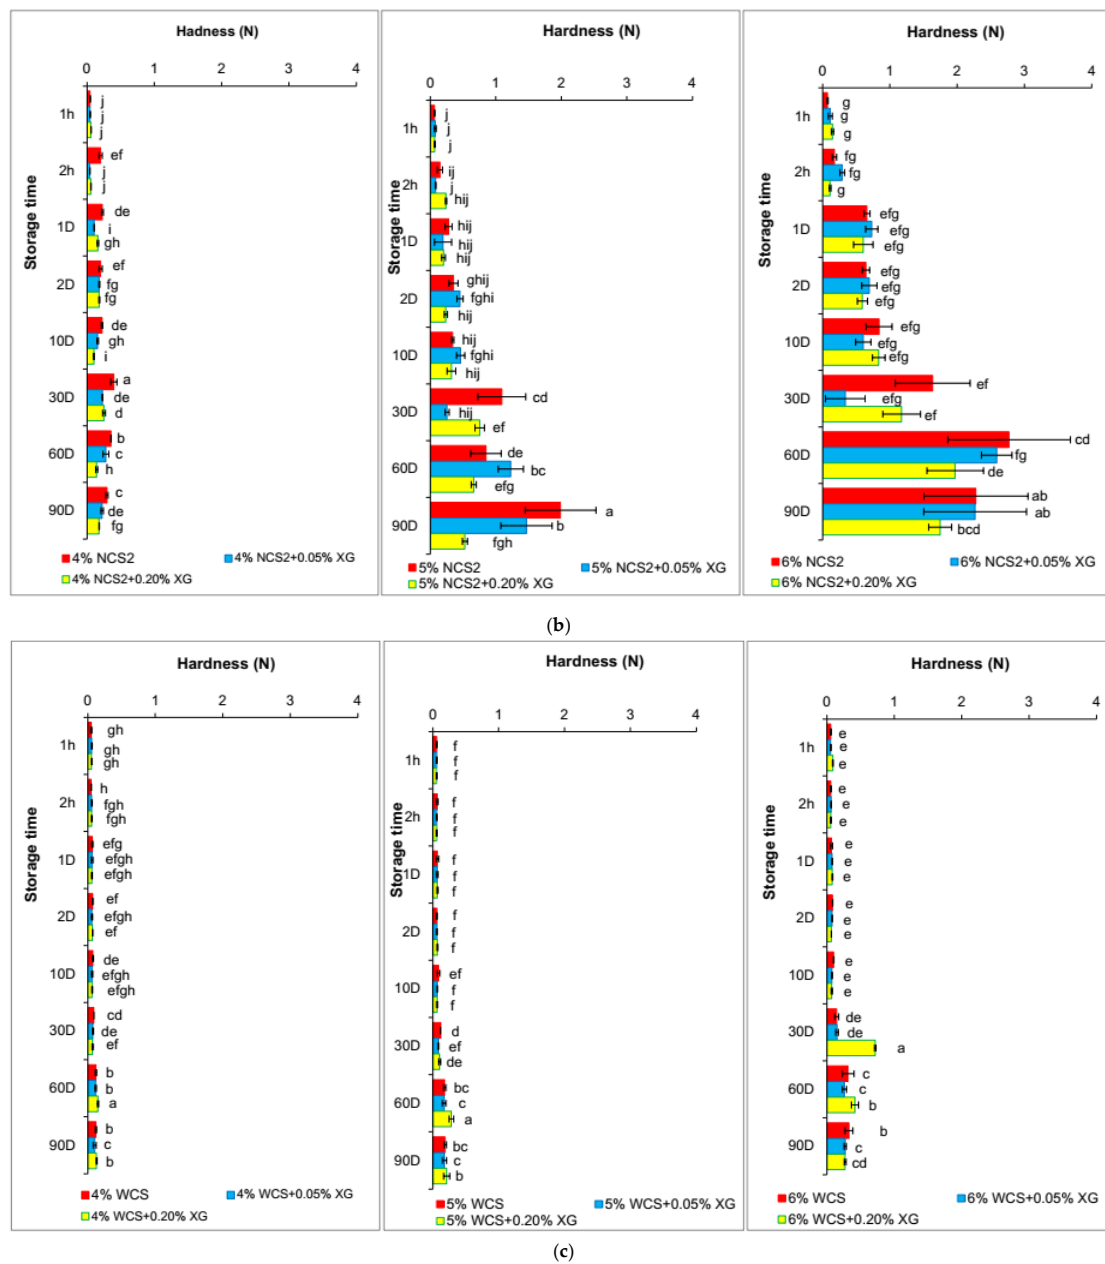 Hadness (N)
0 1 2 3 4
Storage time
1h
j
j
j
2h
ef
j
j
1D
de
i
gh
2D
ef
fg
fg
10D
de
gh
i
30D
a
de
d
60D
b
c
h
90D
c
de
fg
4% NCS2 4% NCS2+0.05% XG
4% NCS2+0.20% XG
Hardness (N)
0 1 2 3 4
Storage time
1h
j
j
j
2h
ij
j
hij
1D
hij
hij
hij
2D
ghij
fghi
hij
10D
hij
fghi
hij
30D
cd
hij
ef
60D
de
bc
efg
90D
a
b
fgh
5% NCS2 5% NCS2+0.05% XG
5% NCS2+0.20% XG
Hardness (N)
0 1 2 3 4
Storage time
1h
g
g
g
2h
fg
fg
g
1D
efg
efg
efg
2D
efg
efg
efg
10D
efg
efg
efg
30D
ef
efg
ef
60D
cd
fg
de
90D
ab
ab
bcd
6% NCS2 6% NCS2+0.05% XG
6% NCS2+0.20% XG
(b)
Hardness (N)
0 1 2 3 4
Storage time
1h
gh
gh
gh
2h
h
fgh
fgh
1D
efg
efgh
efgh
2D
ef
efgh
ef
10D
de
efgh
efgh
30D
cd
de
ef
60D
b
b
a
90D
b
c
b
4% WCS 4% WCS+0.05% XG
4% WCS+0.20% XG
Hardness (N)
0 1 2 3 4
Storage time
1h
f
f
f
2h
f
f
f
1D
f
f
f
2D
f
f
f
10D
ef
f
f
30D
d
ef
de
60D
bc
c
a
90D
bc
c
b
5% WCS 5% WCS+0.05% XG
5% WCS+0.20% XG
Hardness (N)
0 1 2 3 4
Storage time
1h
e
e
e
2h
e
e
e
1D
e
e
e
2D
e
e
e
10D
e
e
e
30D
de
de
a
60D
c
c
b
90D
b
c
cd
6% WCS 6% WCS+0.05% XG
6% WCS+0.20% XG
(c)